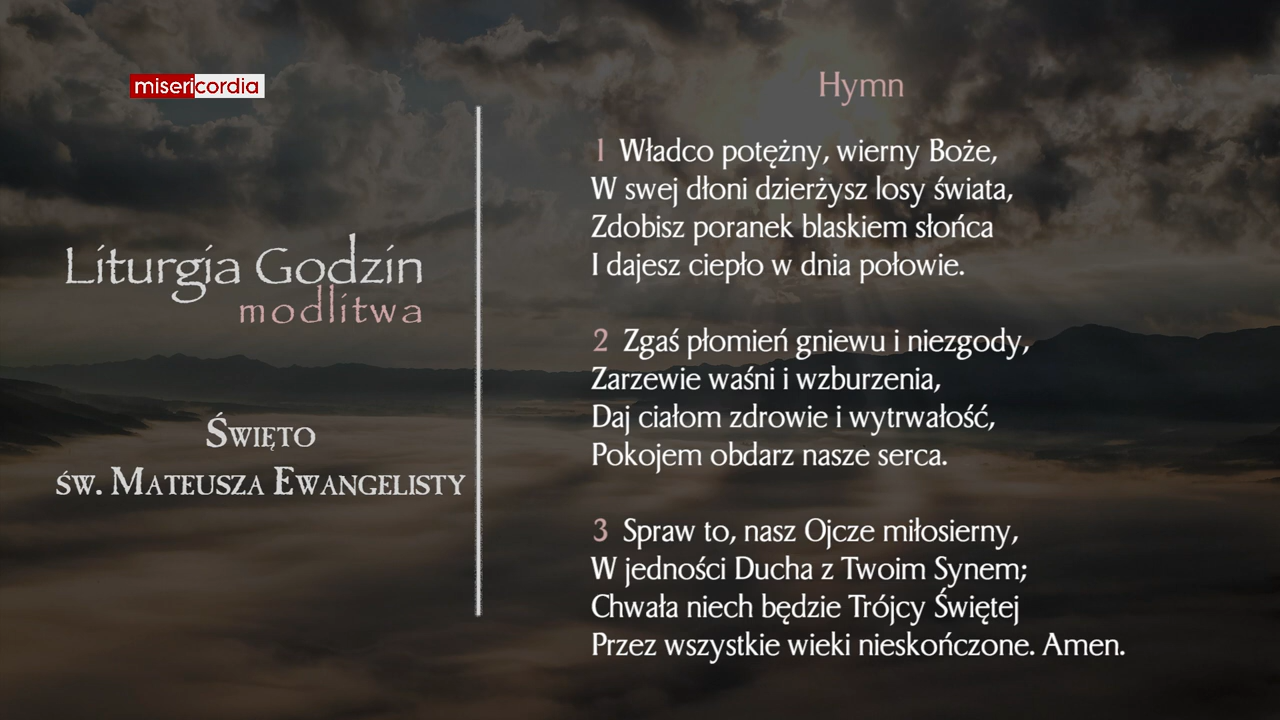 misericordia
Liturgia Godzin
modlitwa
Święto
św. Mateusza Ewangelisty
Hymn
1 Władco potężny, wierny Boże,
W swej dłoni dzierżysz losy świata,
Zdobisz poranek blaskiem słońca
I dajesz ciepło w dnia połowie.
2 Zgaś płomień gniewu i niezgody,
Zarzewie waśni i wzburzenia,
Daj ciałom zdrowie i wytrwałość,
Pokojem obdarz nasze serca.
3 Spraw to, nasz Ojcze miłosierny,
W jedności Ducha z Twoim Synem;
Chwała niech będzie Trójcy Świętej
Przez wszystkie wieki nieskończone. Amen.